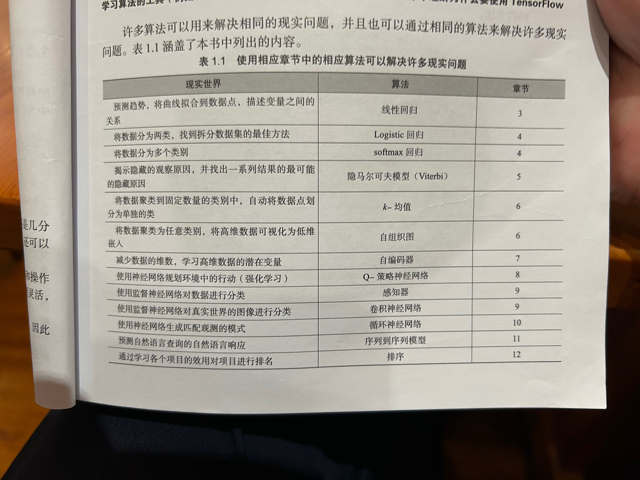 学习算法的工具
要使用 TensorFlow
许多算法可以用来解决相同的现实问题，并且也可以通过相同的算法来解决许多现实
问题。表 1.1 涵盖了本书中列出的内容。
表 1.1 使用相应章节中的相应算法可以解决许多现实问题
现实世界 算法 章节
预测趋势，将曲线拟合到数据点，描述变量之间的
关系 线性回归 3
将数据分为两类，找到拆分数据集的最佳方法 Logistic 回归 4
将数据分为多个类别 softmax 回归 4
揭示隐藏的观察原因，并找出一系列结果的最可能
的隐藏原因 隐马尔可夫模型（Viterbi） 5
将数据聚类到固定数量的类别中，自动将数据点划
分为单独的类 k-均值 6
将数据聚类为任意类别，将高维数据可视化为低维
嵌入 自组织图 6
减少数据的维数，学习高维数据的潜在变量 自编码器 7
使用神经网络规划环境中的行动（强化学习） Q-策略神经网络 8
使用监督神经网络对数据进行分类 感知器 9
使用监督神经网络对真实世界的图像进行分类 卷积神经网络 9
使用神经网络生成匹配观测的模式 循环神经网络 10
预测自然语言查询的自然语言响应 序列到序列模型 11
通过学习各个项目的效用对项目进行排名 排序 12
是几分
还可以
操作
灵活，
因此